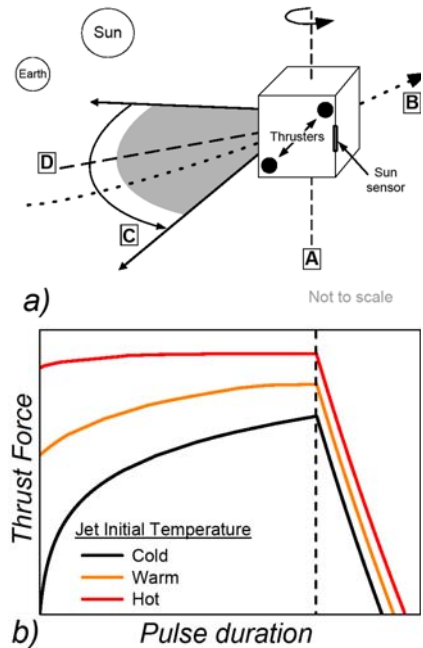 Sun
Earth
B
Thrusters
D
Sun
sensor
C
A
a)
Not to scale
Thrust Force
Jet Initial Temperature
Cold
Warm
Hot
b)
Pulse duration